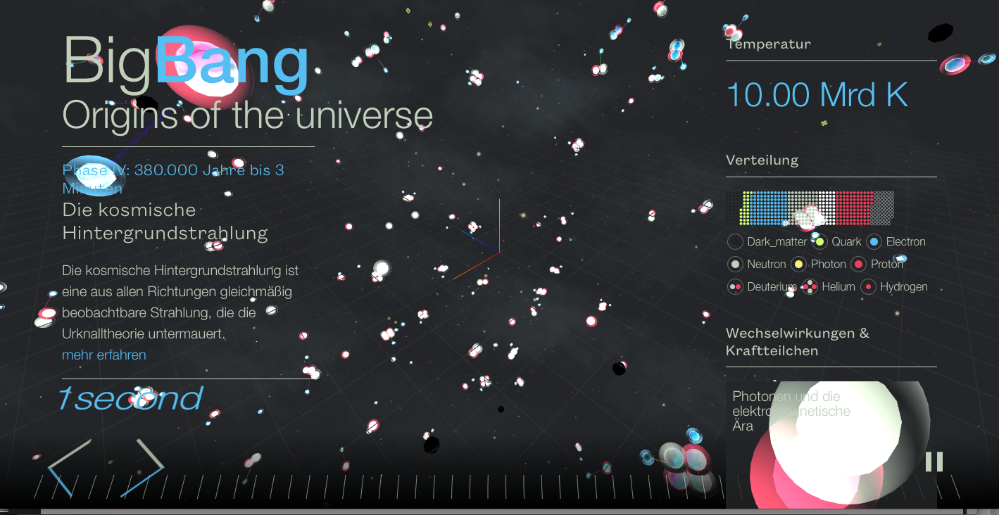 BigBang
Origins of the universe
Phase IV: 380.000 Jahre bis 3
Minuten
Die kosmische
Hintergrundstrahlung
Die kosmische Hintergrundstrahlung ist
eine aus allen Richtungen gleichmäßig
beobachtbare Strahlung, die die
Urknalltheorie untermauert.
mehr erfahren
1second
Temperatur
10.00 Mrd K
Verteilung
Dark_matter Quark Electron
Neutron Photon Proton
Deuterium Helium Hydrogen
Wechselwirkungen &
Kraftteilchen
Photonen und die
elektromagnetische
Ära